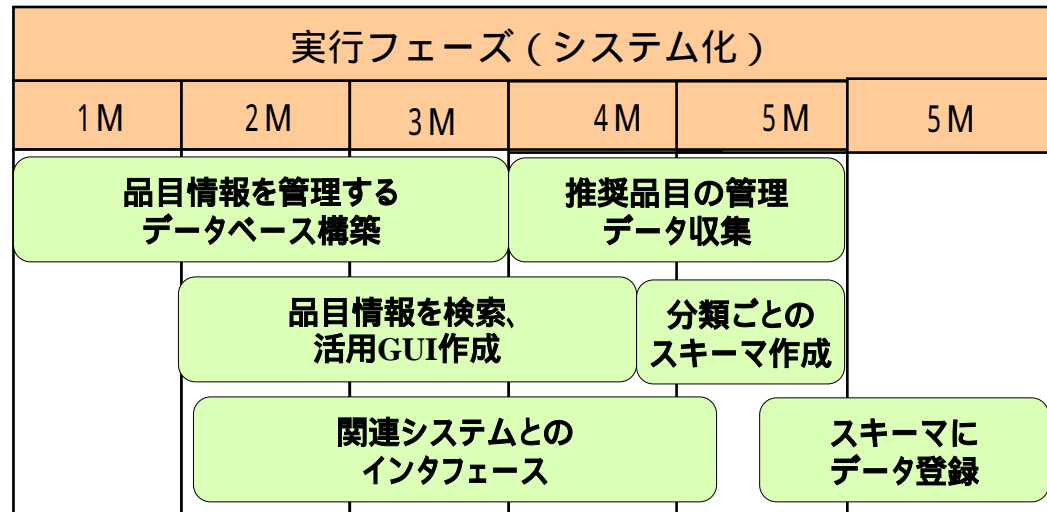 実行フェーズ（システム化）
1M 2M 3M 4M 5M 5M
品目情報を管理する
データベース構築
推奨品目の管理
データ収集
品目情報を検索、
活用GUI作成
分類ごとの
スキーマ作成
関連システムとの
インタフェース
スキーマに
データ登録